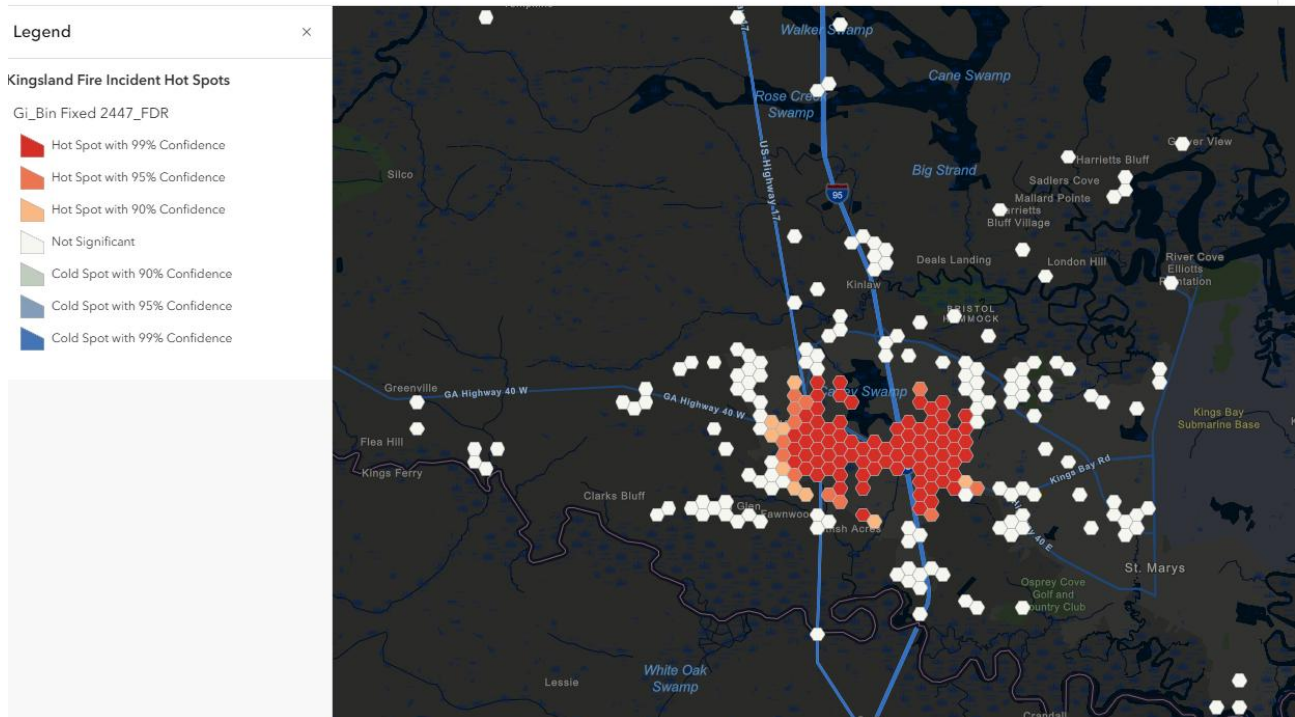 Legend
×
Kingsland Fire Incident Hot Spots
Gi_Bin Fixed 2447_FDR
Hot Spot with 99% Confidence
Hot Spot with 95% Confidence
Hot Spot with 90% Confidence
Not Significant
Cold Spot with 90% Confidence
Cold Spot with 95% Confidence
Cold Spot with 99% Confidence
Walker Swamp
Cane Swamp
Rose Creek
Swamp
US Highway 17
Silco
Big Strand
95
Harrietts Bluff
Sadlers Cove
Mallard Pointe
Bluff Village
Deals Landing
London Hill
River Cove
Elliotts
Kinlaw
BRISTOL
Greenville
GA Highway 40 W
GA Highway 40 W
Swamp
Kings Bay
Submarine Base
Flea Hill
Kings Ferry
Kings Bay Rd
Clarks Bluff
Glen
40 E
St. Marys
Osprey Cove
Golf and
Country Club
White Oak
Swamp
Lessie